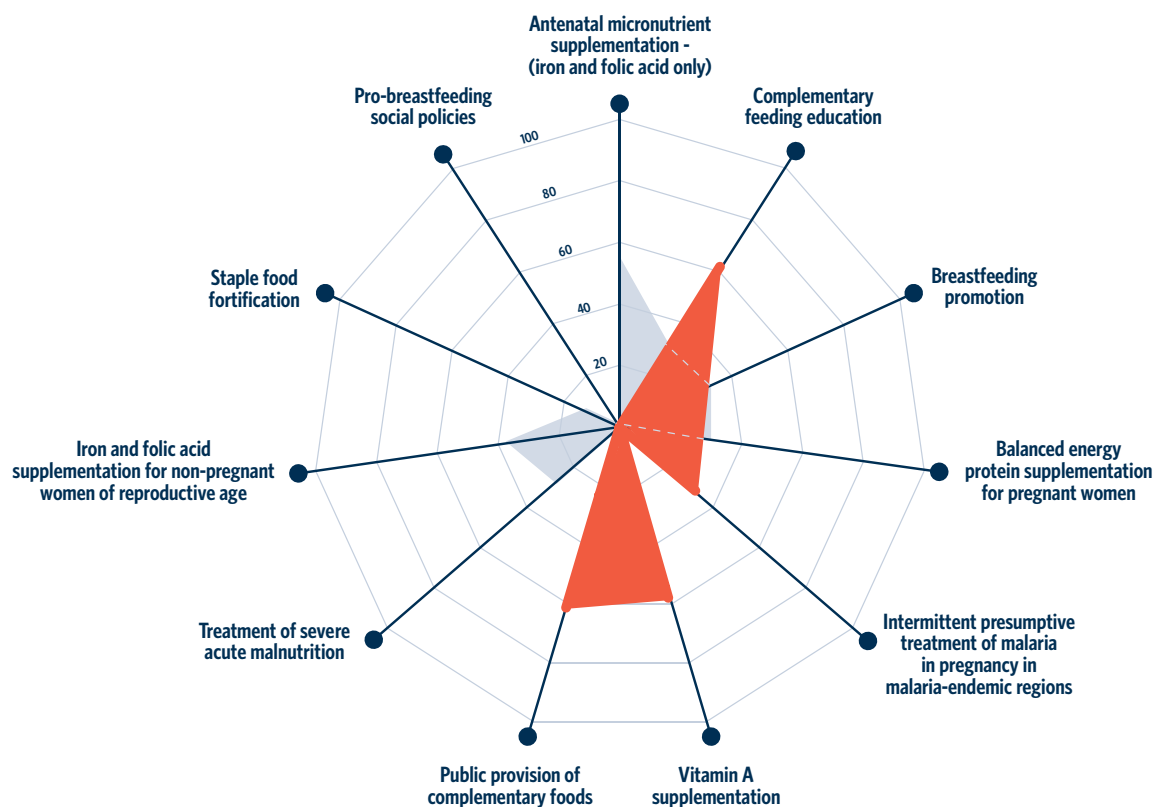 Antenatal micronutrient
supplementation -
(iron and folic acid only)
Complementary
feeding education
Breastfeeding
promotion
Balanced energy
protein supplementation
for pregnant women
Intermittent presumptive
treatment of malaria
in pregnancy in
malaria-endemic regions
Vitamin A
supplementation
Public provision of
complementary foods
Treatment of severe
acute malnutrition
Iron and folic acid
supplementation for non-pregnant
women of reproductive age
Staple food
fortification
Pro-breastfeeding
social policies
100
80
60
40
20